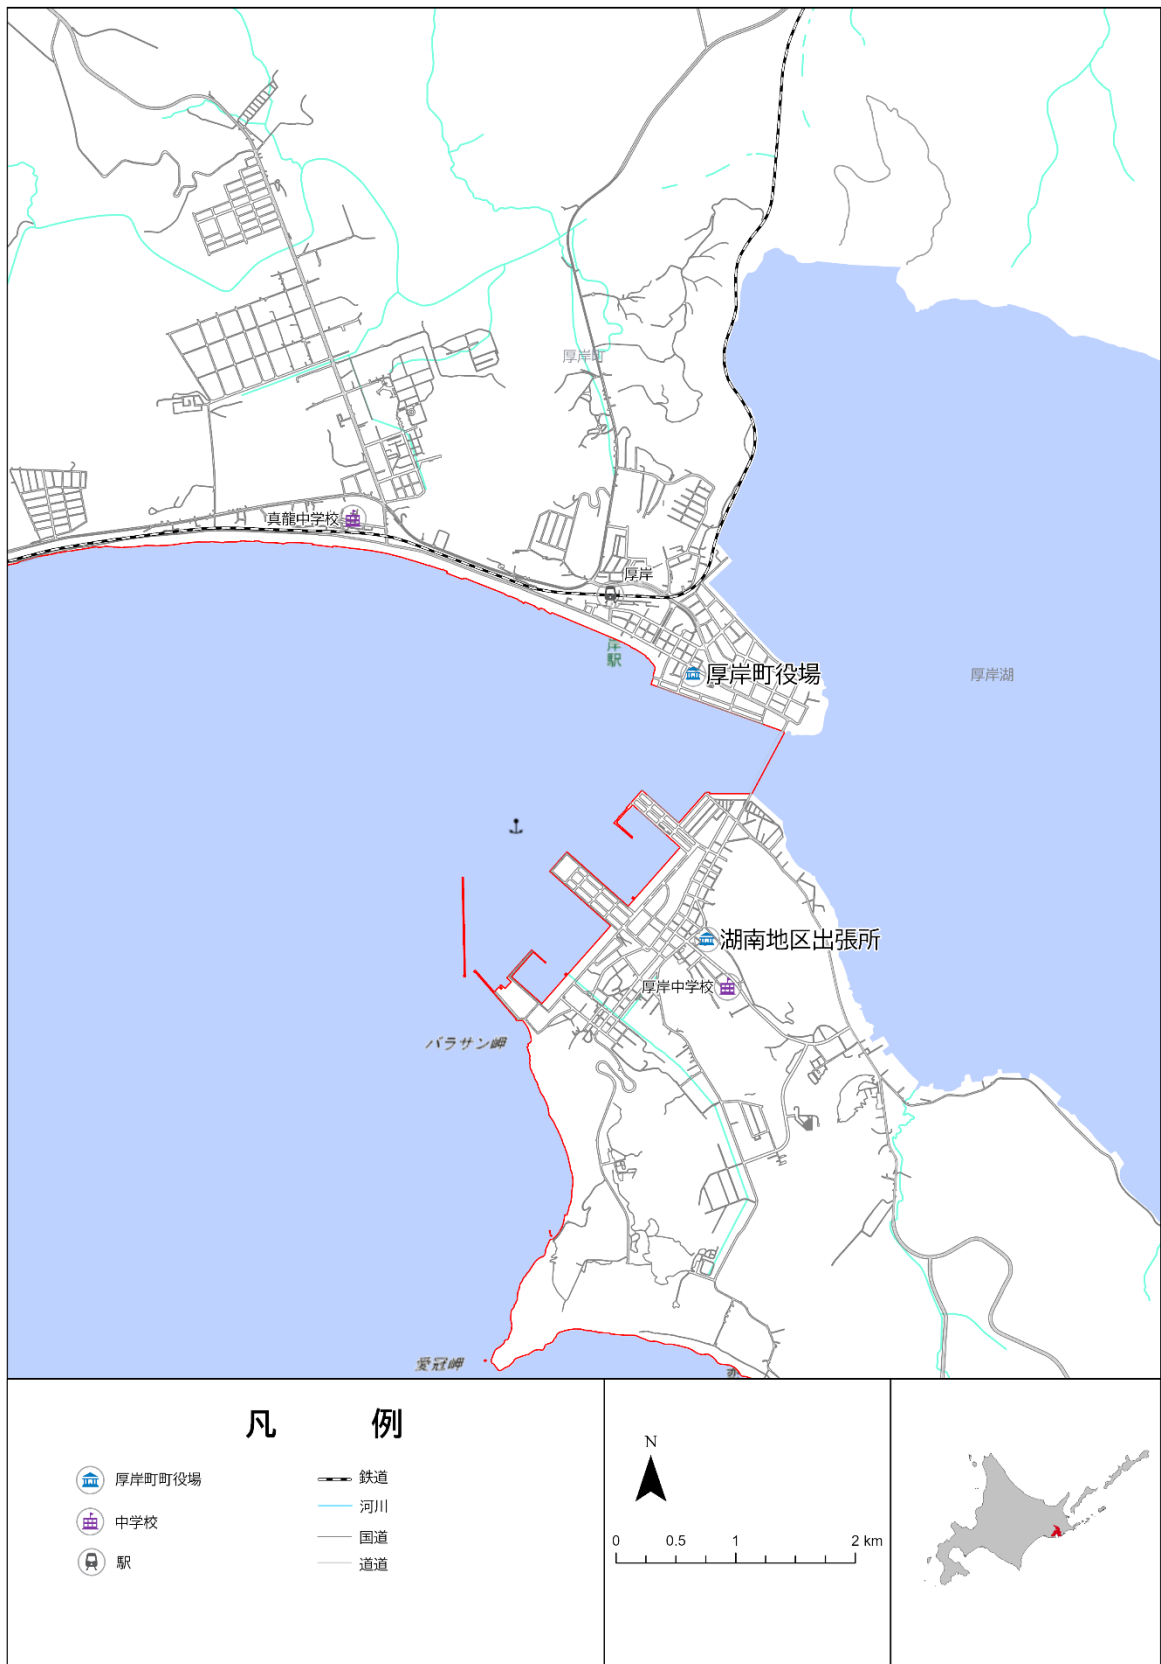 厚岸町
真龍中学校
厚岸
岸
駅
厚岸町役場
厚岸湖
湖南地区出張所
厚岸中学校
バラサン岬
愛冠岬
凡 例
厚岸町町役場
中学校
駅
鉄道
河川
国道
道道
N
0 0.5 1 2 km